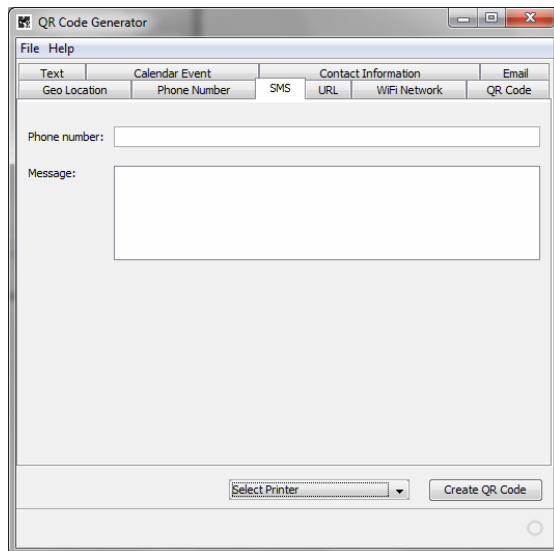 QR Code Generator
File Help
Text Calendar Event Contact Information Email
Geo Location Phone Number SMS URL WiFi Network QR Code
Phone number:
Message:
Select Printer Create QR Code